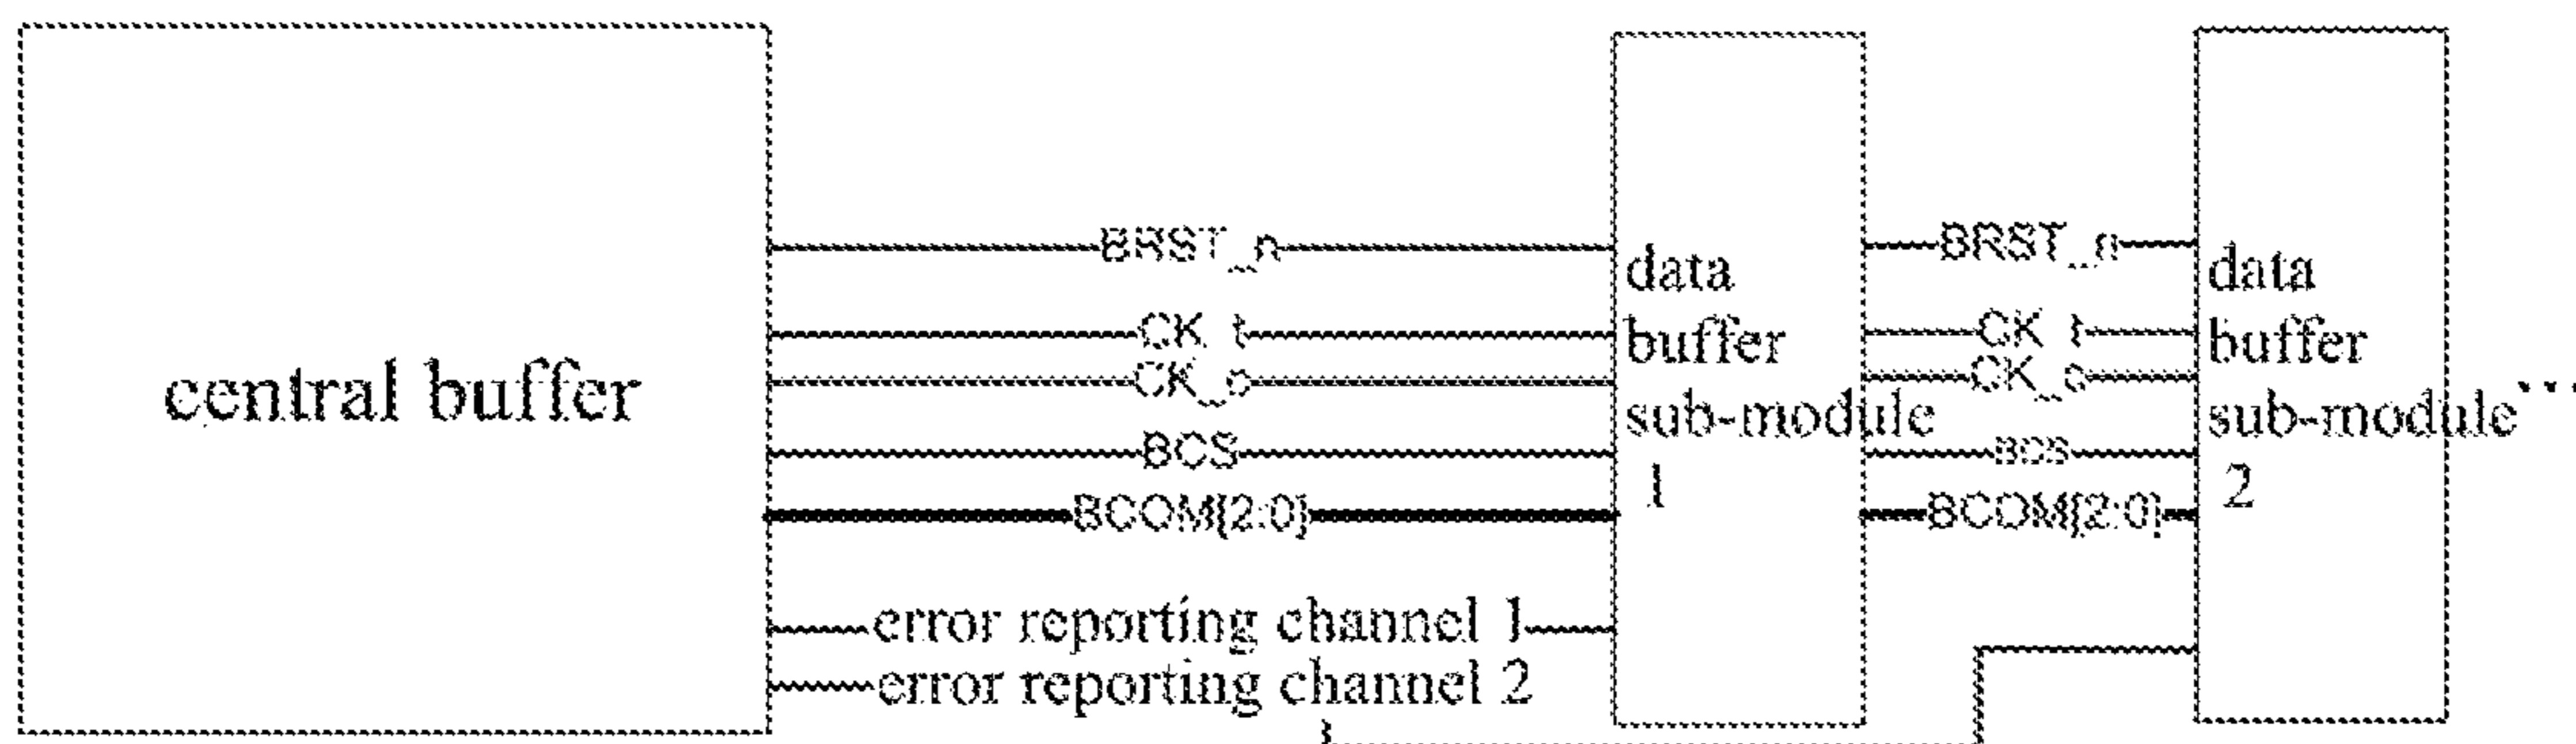 central buffer
BRST_n
CK_t
CK_c
BCS
BCOM[2:0]
error reporting channel 1
error reporting channel 2
data
buffer
sub-module
1
BRST_n
CK_t
CK_c
BCS
BCOM[2:0]
data
buffer
sub-module
2
...